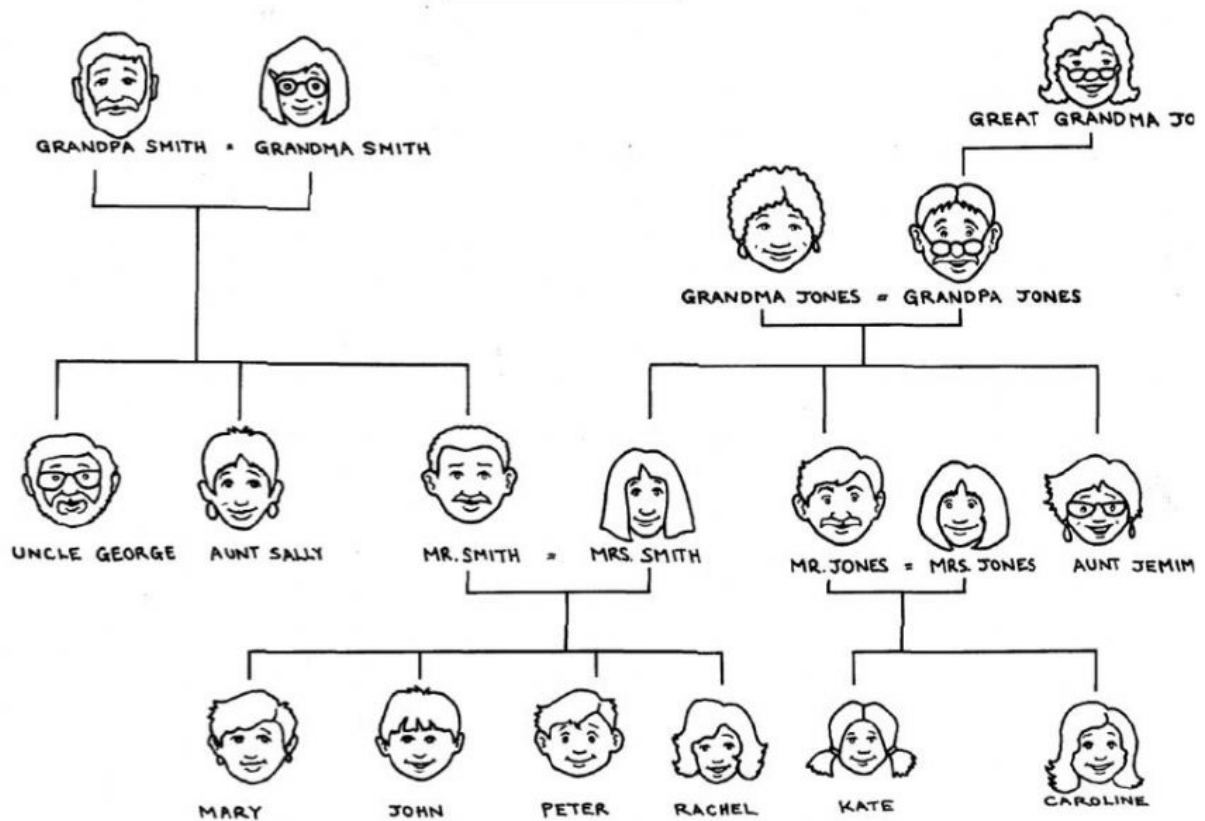 GRANDPA SMITH = GRANDMA SMITH
GREAT GRANDMA JO
GRANDMA JONES = GRANDPA JONES
UNCLE GEORGE AUNT SALLY MR. SMITH = MRS. SMITH MR. JONES = MRS. JONES AUNT JEMIM
MARY JOHN PETER RACHEL KATE CAROLINE